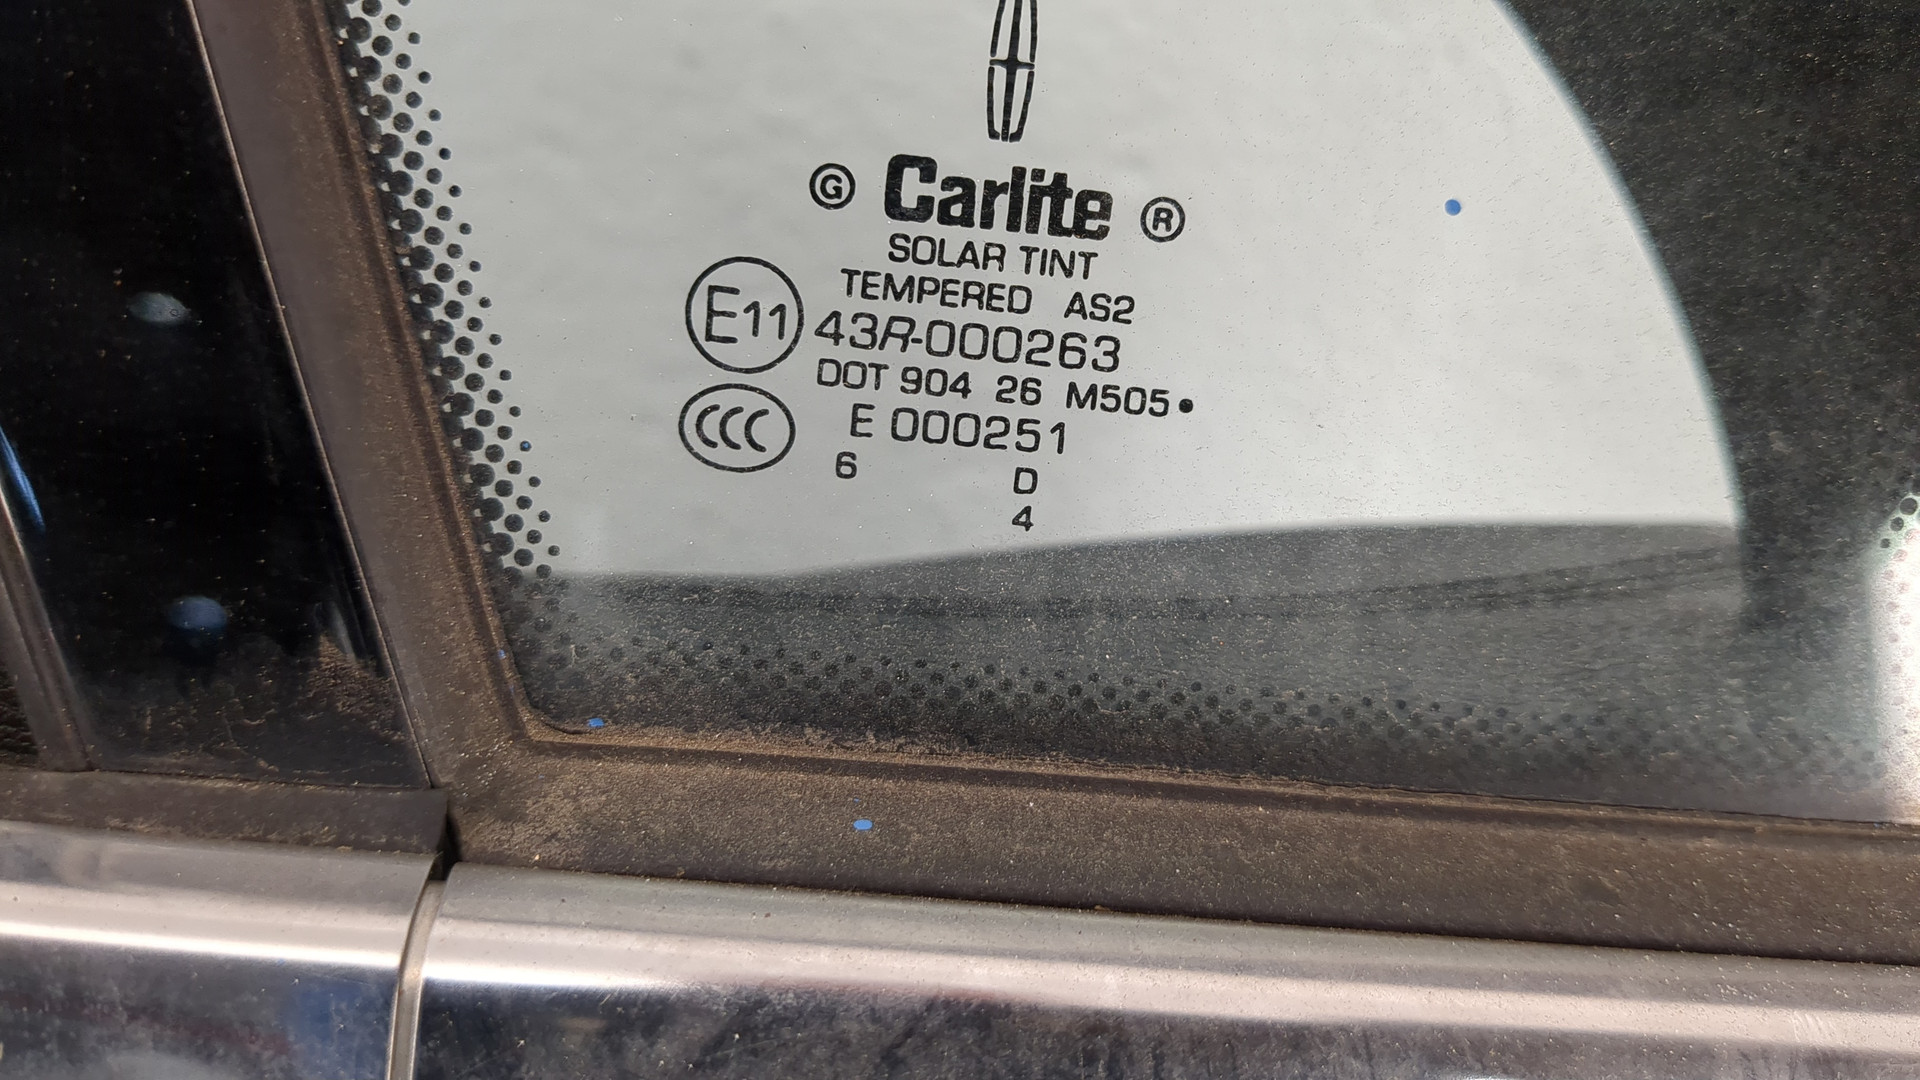 G Carlite ®
SOLAR TINT
TEMPERED AS2
E11 43R-000263
DOT 904 26 M505•
CCC E 000251
6 D
4